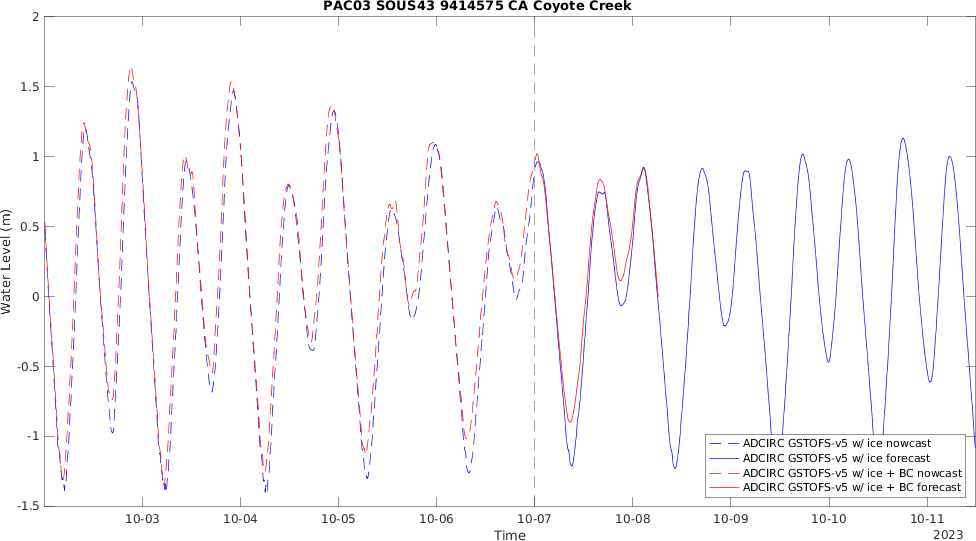 PAC03 SOUS43 9414575 CA Coyote Creek
2
1.5
1
0.5
0
-0.5
-1
-1.5
Water Level (m)
10-03
10-04
10-05
10-06
10-07
10-08
10-09
10-10
10-11
Time
2023
ADCIRC GSTOFS-v5 w/ ice nowcast
ADCIRC GSTOFS-v5 w/ ice forecast
ADCIRC GSTOFS-v5 w/ ice + BC nowcast
ADCIRC GSTOFS-v5 w/ ice + BC forecast